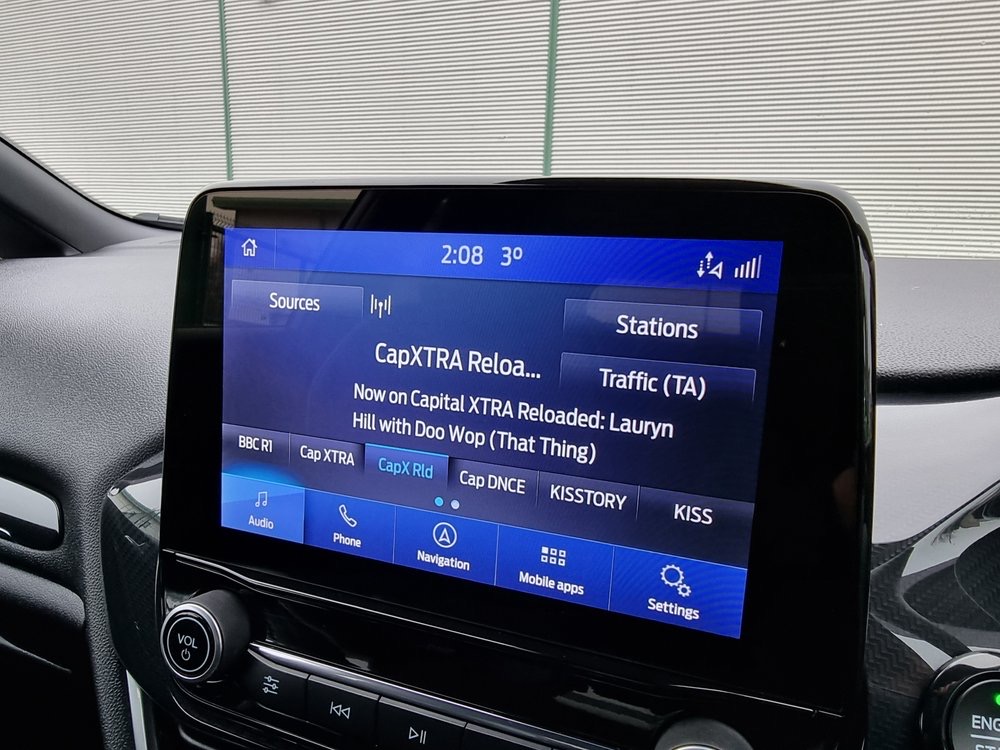 2:08 3º
Sources
Stations
CapXTRA Reloa...
Traffic (TA)
Now on Capital XTRA Reloaded: Lauryn
Hill with Doo Wop (That Thing)
BBC R1 Cap XTRA CapX Rld Cap DNCE KISSTORY KISS
Audio Phone Navigation Mobile apps Settings
VOL
ENG